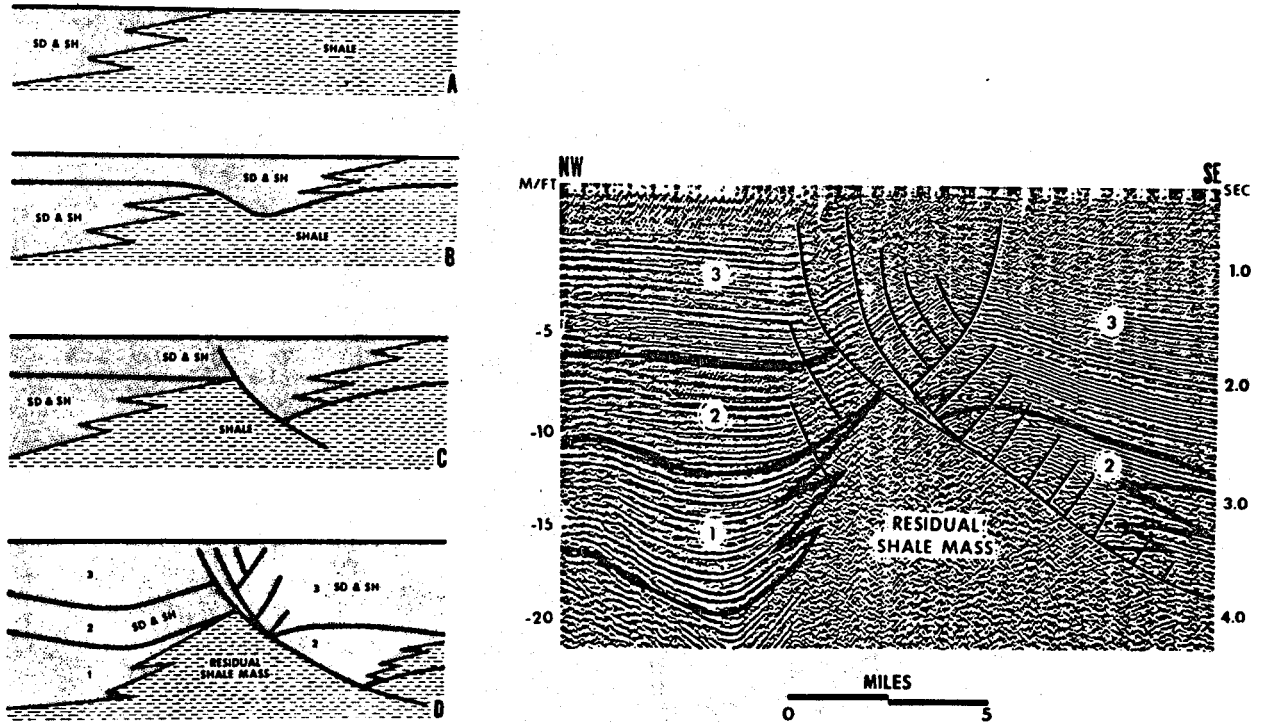 SD & SH
SHALE
A
SD & SH
SD & SH
SHALE
B
SD & SH
SD & SH
SHALE
C
3
3 SD & SH
2 SD & SH
2
1
RESIDUAL
SHALE MASS
D
NW SE
M/FT SEC
3
1.0
-5
3
2.0
2
-10
2
3.0
-15
1
RESIDUAL
SHALE MASS
-20
4.0
MILES
0 5